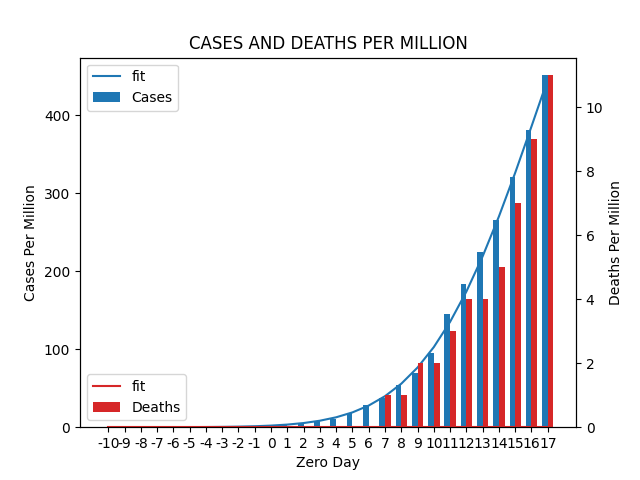 CASES AND DEATHS PER MILLION
fit
Cases
400
300
200
100
0
Cases Per Million
10
8
6
4
2
0
Deaths Per Million
fit
Deaths
-10 -9 -8 -7 -6 -5 -4 -3 -2 -1 0 1 2 3 4 5 6 7 8 9 10 11 12 13 14 15 16 17
Zero Day